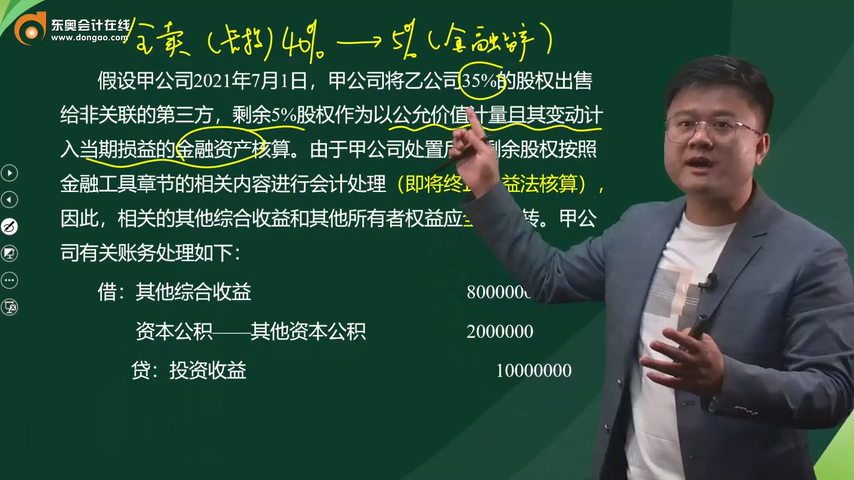 东奥会计在线
www.dongao.com
全卖（长投）40% → 5%（金融
假设甲公司2021年7月1日，甲公司将乙公司35%的股权出售
给非关联的第三方，剩余5%股权作为以公允价值计量且其变动计
入当期损益的金融资产核算。由于甲公司处置后 剩余股权按照
金融工具章节的相关内容进行会计处理（即将终 益法核算），
因此，相关的其他综合收益和其他所有者权益应全 转。甲公
司有关账务处理如下：
借：其他综合收益 8000000
资本公积——其他资本公积 2000000
贷：投资收益 10000000